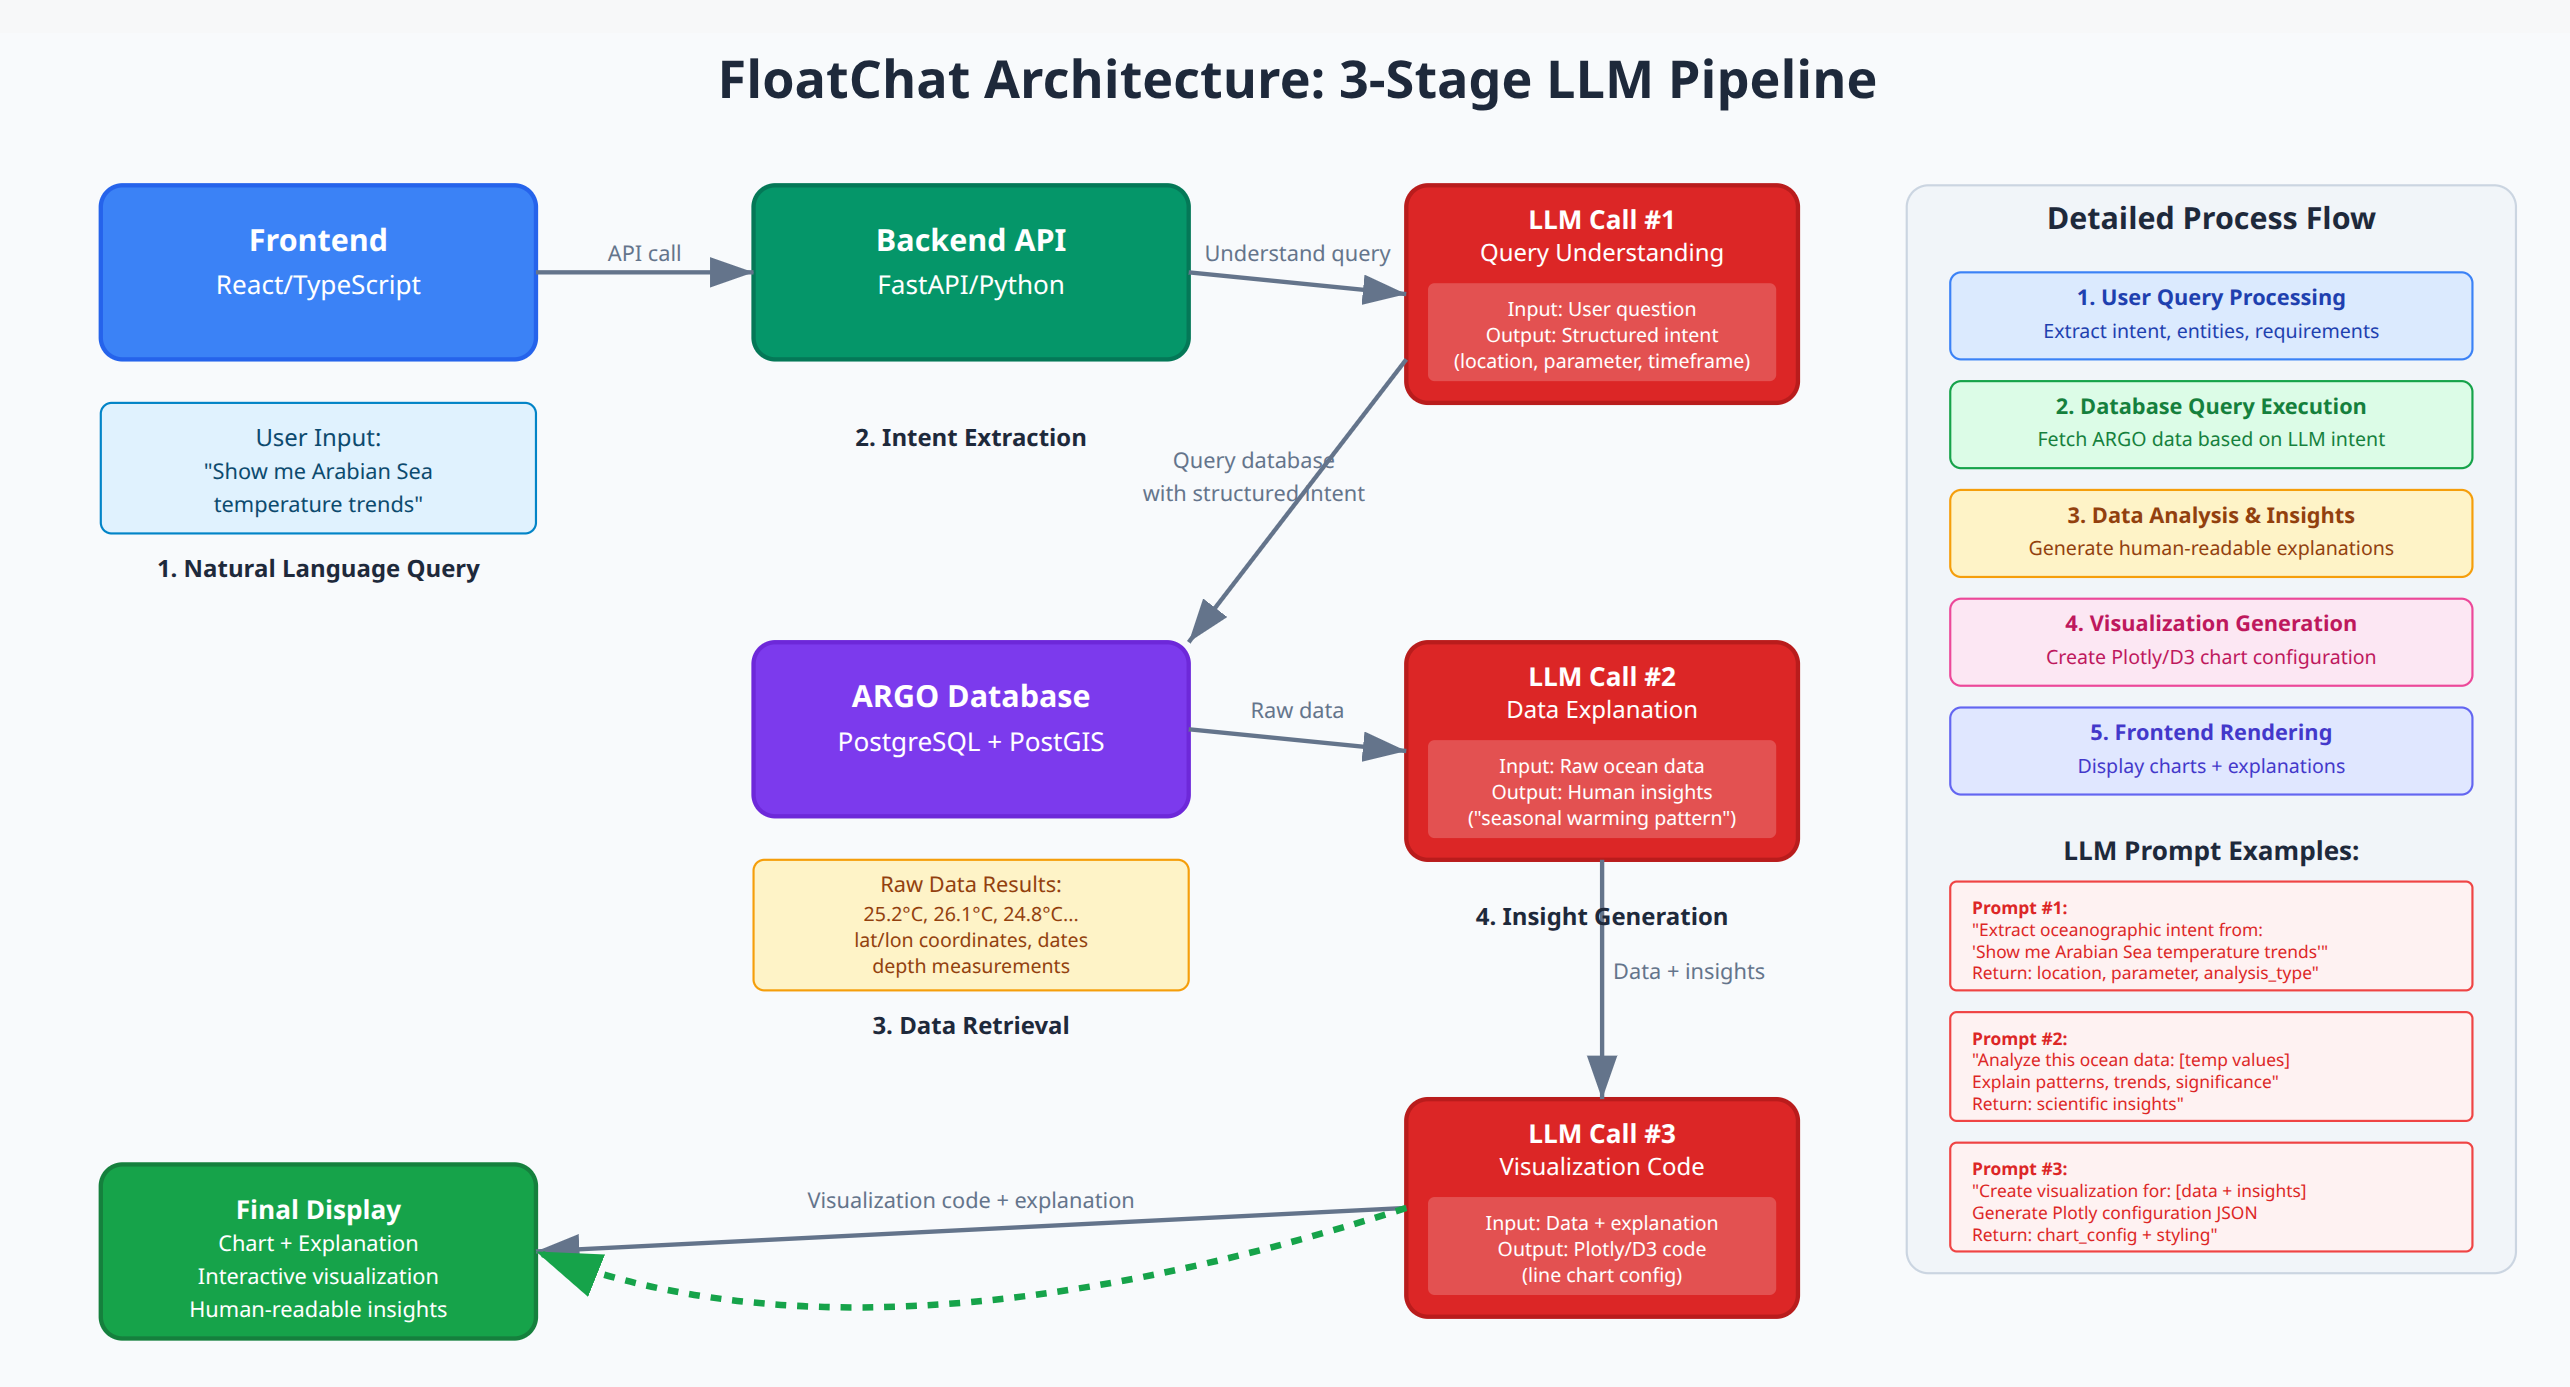 FloatChat Architecture: 3-Stage LLM Pipeline
Frontend
React/TypeScript
API call
Backend API
FastAPI/Python
Understand query
LLM Call #1
Query Understanding
Input: User question
Output: Structured intent
(location, parameter, timeframe)
User Input:
"Show me Arabian Sea
temperature trends"
1. Natural Language Query
2. Intent Extraction
Query database
with structured intent
ARGO Database
PostgreSQL + PostGIS
Raw data
LLM Call #2
Data Explanation
Input: Raw ocean data
Output: Human insights
("seasonal warming pattern")
Raw Data Results:
25.2°C, 26.1°C, 24.8°C...
lat/lon coordinates, dates
depth measurements
3. Data Retrieval
4. Insight Generation
Data + insights
LLM Call #3
Visualization Code
Input: Data + explanation
Output: Plotly/D3 code
(line chart config)
Visualization code + explanation
Final Display
Chart + Explanation
Interactive visualization
Human-readable insights
Detailed Process Flow
1. User Query Processing
Extract intent, entities, requirements
2. Database Query Execution
Fetch ARGO data based on LLM intent
3. Data Analysis & Insights
Generate human-readable explanations
4. Visualization Generation
Create Plotly/D3 chart configuration
5. Frontend Rendering
Display charts + explanations
LLM Prompt Examples:
Prompt #1:
"Extract oceanographic intent from:
'Show me Arabian Sea temperature trends'"
Return: location, parameter, analysis_type"
Prompt #2:
"Analyze this ocean data: [temp values]
Explain patterns, trends, significance"
Return: scientific insights"
Prompt #3:
"Create visualization for: [data + insights]
Generate Plotly configuration JSON
Return: chart_config + styling"